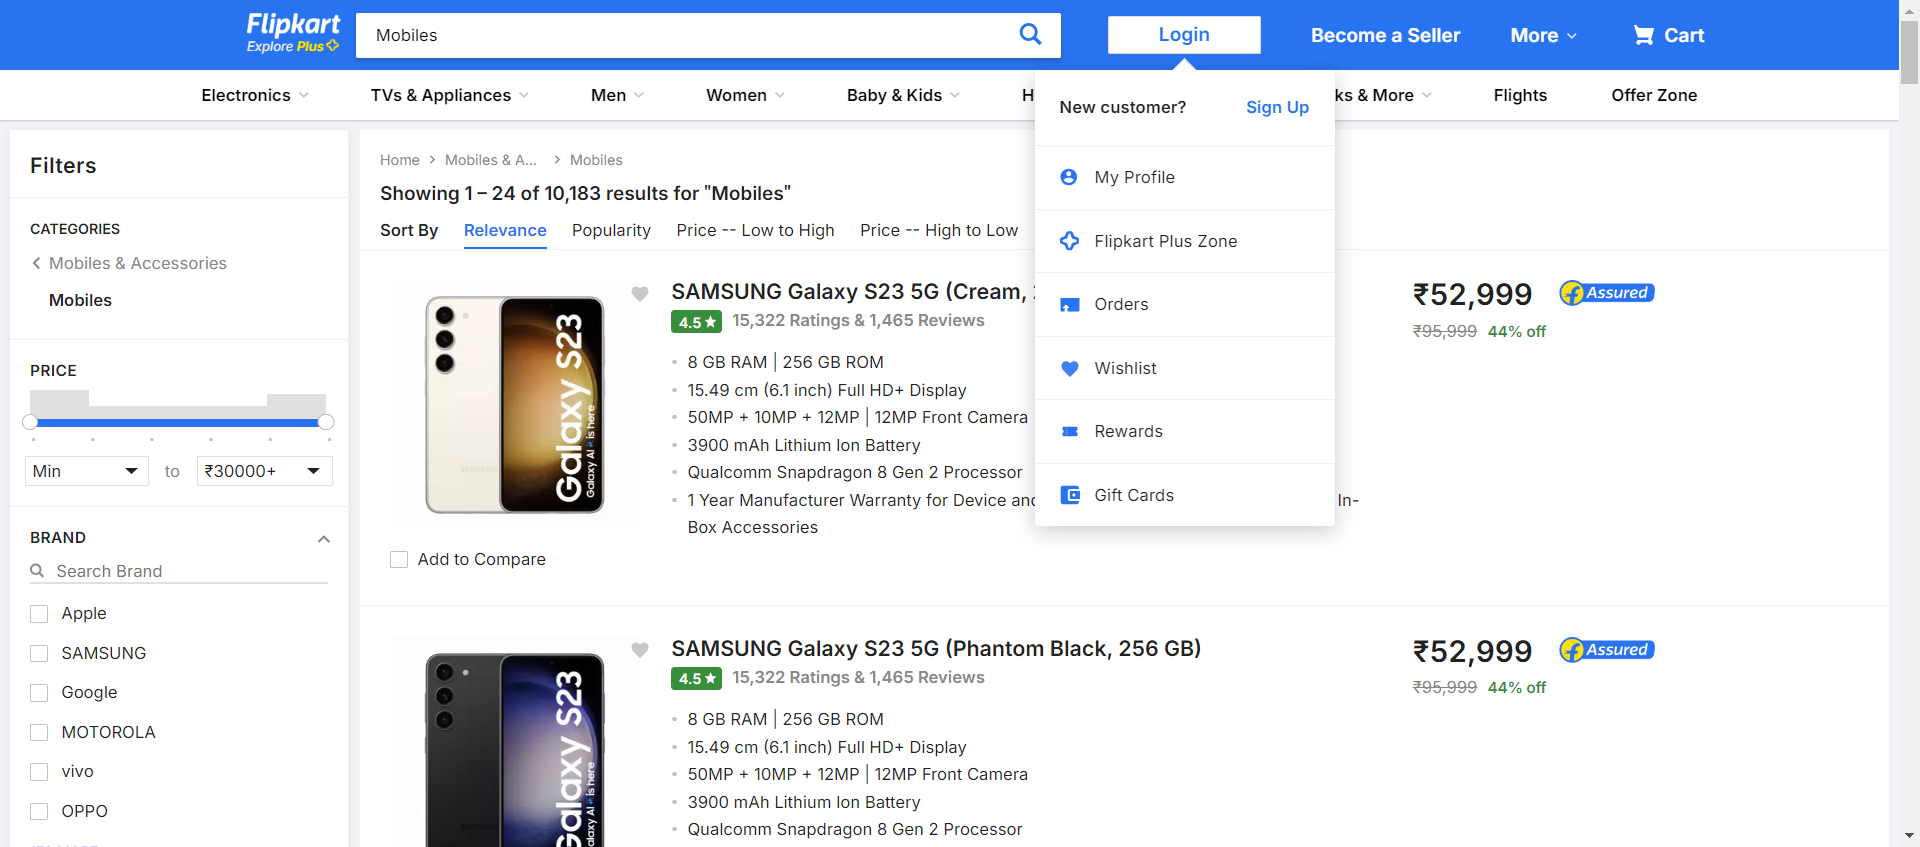 Flipkart
Explore Plus
Mobiles
Login
Become a Seller
More
Cart
Electronics
TVs & Appliances
Men
Women
Baby & Kids
H
ks & More
Flights
Offer Zone
New customer?
Sign Up
My Profile
Flipkart Plus Zone
Orders
Wishlist
Rewards
Gift Cards
Filters
CATEGORIES
Mobiles & Accessories
Mobiles
PRICE
Min
to
₹30000+
BRAND
Search Brand
Apple
SAMSUNG
Google
MOTOROLA
vivo
OPPO
Home
Mobiles & A...
Mobiles
Showing 1 – 24 of 10,183 results for "Mobiles"
Sort By
Relevance
Popularity
Price -- Low to High
Price -- High to Low
Galaxy S23
Galaxy AI is here
Add to Compare
SAMSUNG Galaxy S23 5G (Cream,
4.5
15,322 Ratings & 1,465 Reviews
8 GB RAM | 256 GB ROM
15.49 cm (6.1 inch) Full HD+ Display
50MP + 10MP + 12MP | 12MP Front Camera
3900 mAh Lithium Ion Battery
Qualcomm Snapdragon 8 Gen 2 Processor
1 Year Manufacturer Warranty for Device and In-
Box Accessories
₹52,999
Assured
₹95,999
44% off
Galaxy S23
Galaxy AI is here
SAMSUNG Galaxy S23 5G (Phantom Black, 256 GB)
4.5
15,322 Ratings & 1,465 Reviews
8 GB RAM | 256 GB ROM
15.49 cm (6.1 inch) Full HD+ Display
50MP + 10MP + 12MP | 12MP Front Camera
3900 mAh Lithium Ion Battery
Qualcomm Snapdragon 8 Gen 2 Processor
₹52,999
Assured
₹95,999
44% off